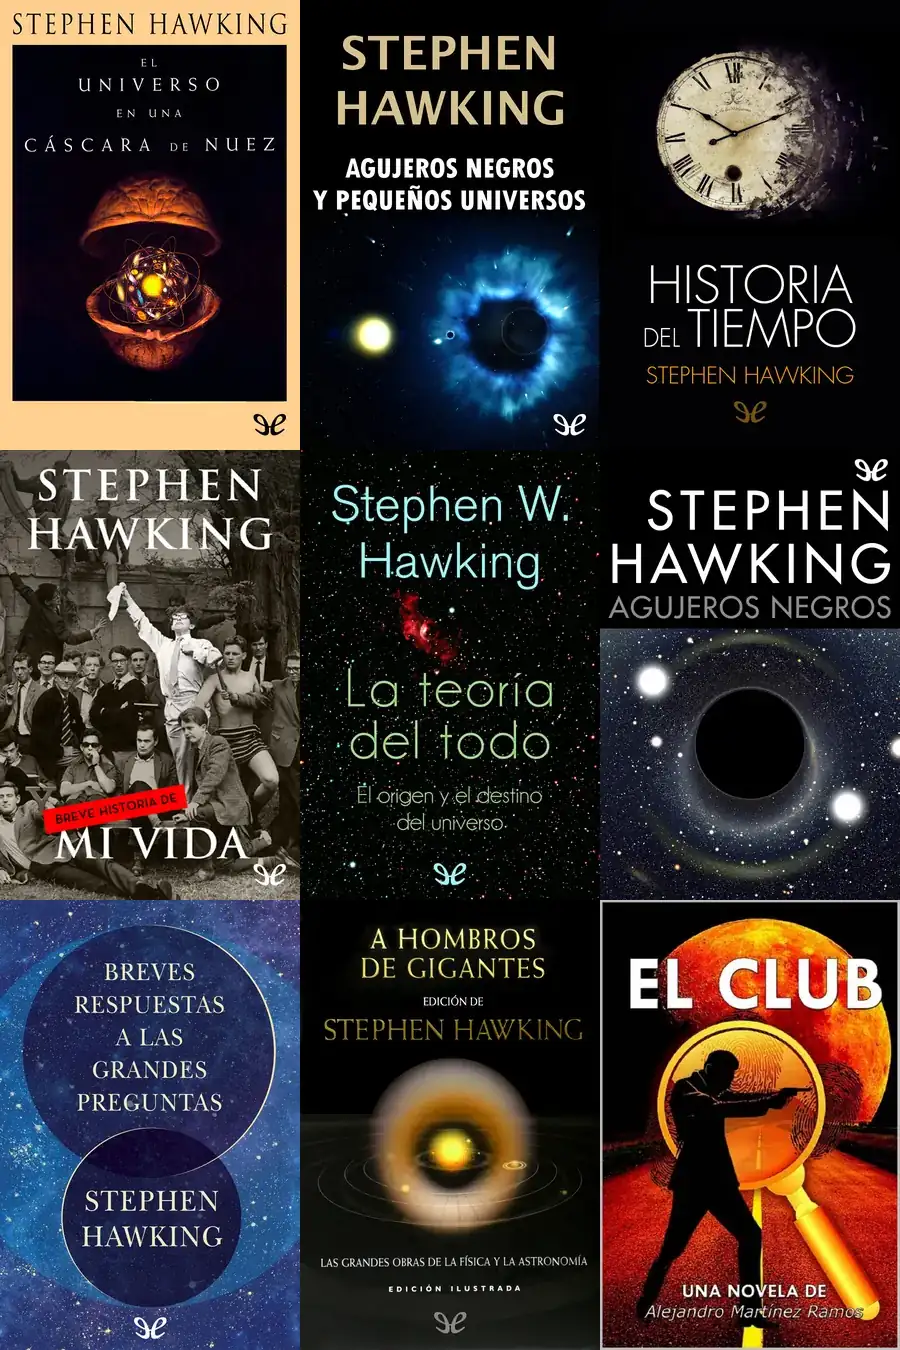 STEPHEN HAWKING
EL
UNIVERSO
EN UNA
CÁSCARA DE NUEZ
STEPHEN
HAWKING
AGUJEROS NEGROS
Y PEQUEÑOS UNIVERSOS
HISTORIA
DEL TIEMPO
STEPHEN HAWKING
STEPHEN
HAWKING
BREVE HISTORIA DE
MI VIDA
Stephen W.
Hawking
La teoría
del todo
El origen y el destino
del universo
STEPHEN
HAWKING
AGUJEROS NEGROS
BREVES
RESPUESTAS
A LAS
GRANDES
PREGUNTAS
STEPHEN
HAWKING
A HOMBROS
DE GIGANTES
EDICIÓN DE
STEPHEN HAWKING
LAS GRANDES OBRAS DE LA FÍSICA Y LA ASTRONOMÍA
EDICIÓN ILUSTRADA
EL CLUB
UNA NOVELA DE
Alejandro Martínez Ramos